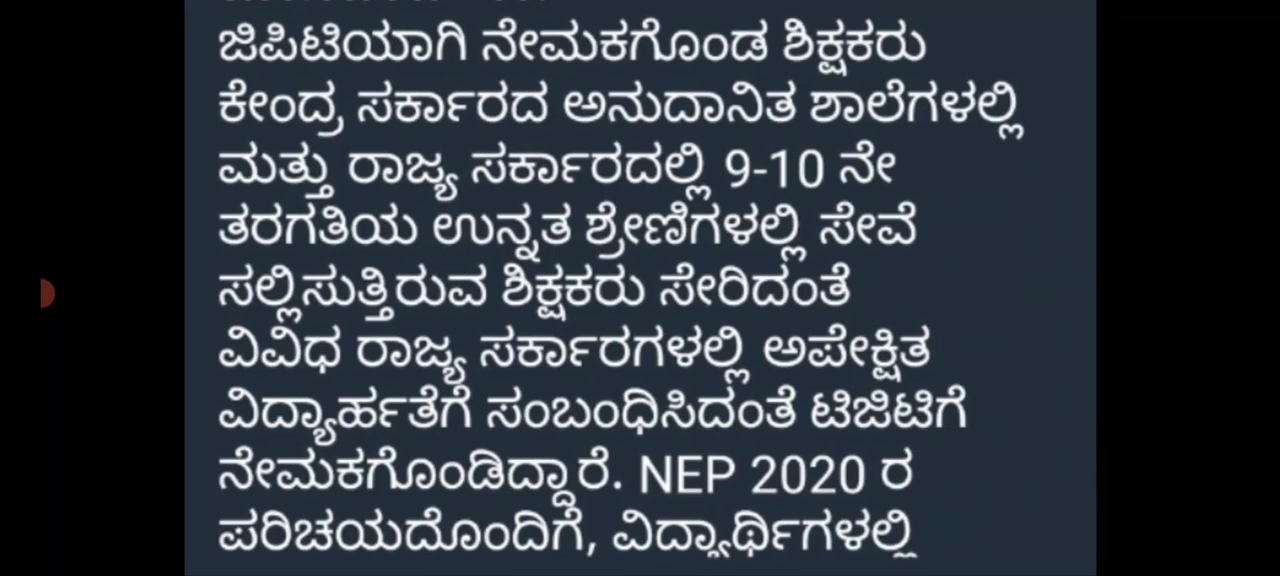 ಜಿಪಿಟಿಯಾಗಿ ನೇಮಕಗೊಂಡ ಶಿಕ್ಷಕರು
ಕೇಂದ್ರ ಸರ್ಕಾರದ ಅನುದಾನಿತ ಶಾಲೆಗಳಲ್ಲಿ
ಮತ್ತು ರಾಜ್ಯ ಸರ್ಕಾರದಲ್ಲಿ 9-10 ನೇ
ತರಗತಿಯ ಉನ್ನತ ಶ್ರೇಣಿಗಳಲ್ಲಿ ಸೇವೆ
ಸಲ್ಲಿಸುತ್ತಿರುವ ಶಿಕ್ಷಕರು ಸೇರಿದಂತೆ
ವಿವಿಧ ರಾಜ್ಯ ಸರ್ಕಾರಗಳಲ್ಲಿ ಅಪೇಕ್ಷಿತ
ವಿದ್ಯಾರ್ಹತೆಗೆ ಸಂಬಂಧಿಸಿದಂತೆ ಟಿಜಿಟಿಗೆ
ನೇಮಕಗೊಂಡಿದ್ದಾರೆ. NEP 2020 ರ
ಪರಿಚಯದೊಂದಿಗೆ, ವಿದ್ಯಾರ್ಥಿಗಳಲ್ಲಿ